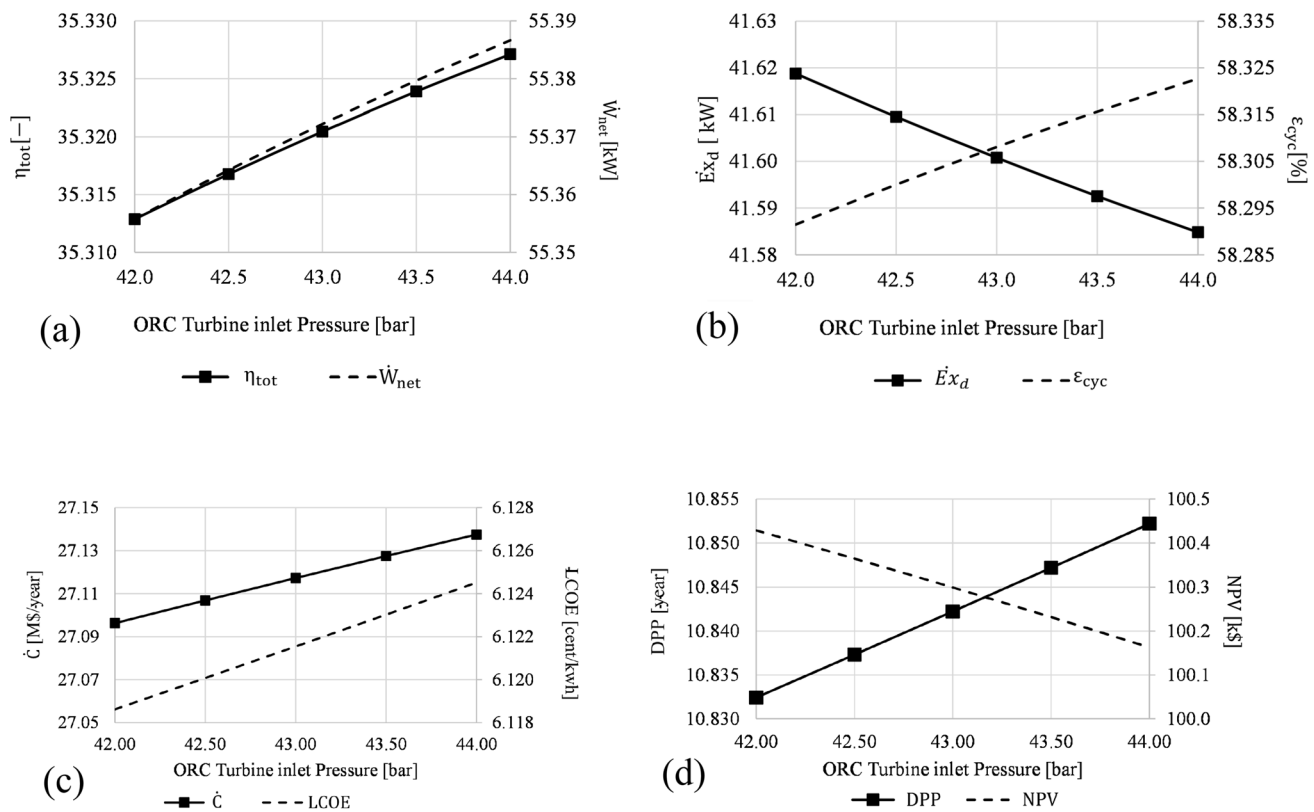 35.330
35.325
35.320
35.315
35.310
η_tot[−]
55.39
55.38
55.37
55.36
55.35
Ẇ_net [kW]
42.0 42.5 43.0 43.5 44.0
ORC Turbine inlet Pressure [bar]
(a)
η_tot Ẇ_net
41.63
41.62
41.61
41.60
41.59
41.58
Ėx_d [ kW]
58.335
58.325
58.315
58.305
58.295
58.285
ε_cyc[%]
42.0 42.5 43.0 43.5 44.0
ORC Turbine inlet Pressure [bar]
(b)
Ėx_d ε_cyc
27.15
27.13
27.11
27.09
27.07
27.05
Ċ [M$/year]
6.128
6.126
6.124
6.122
6.120
6.118
LCOE [cent/kwh]
42.00 42.50 43.00 43.50 44.00
ORC Turbine inlet Pressure [bar]
(c)
Ċ LCOE
10.855
10.850
10.845
10.840
10.835
10.830
DPP [year]
100.5
100.4
100.3
100.2
100.1
100.0
NPV [k$]
42.00 42.50 43.00 43.50 44.00
ORC Turbine inlet Pressure [bar]
(d)
DPP NPV